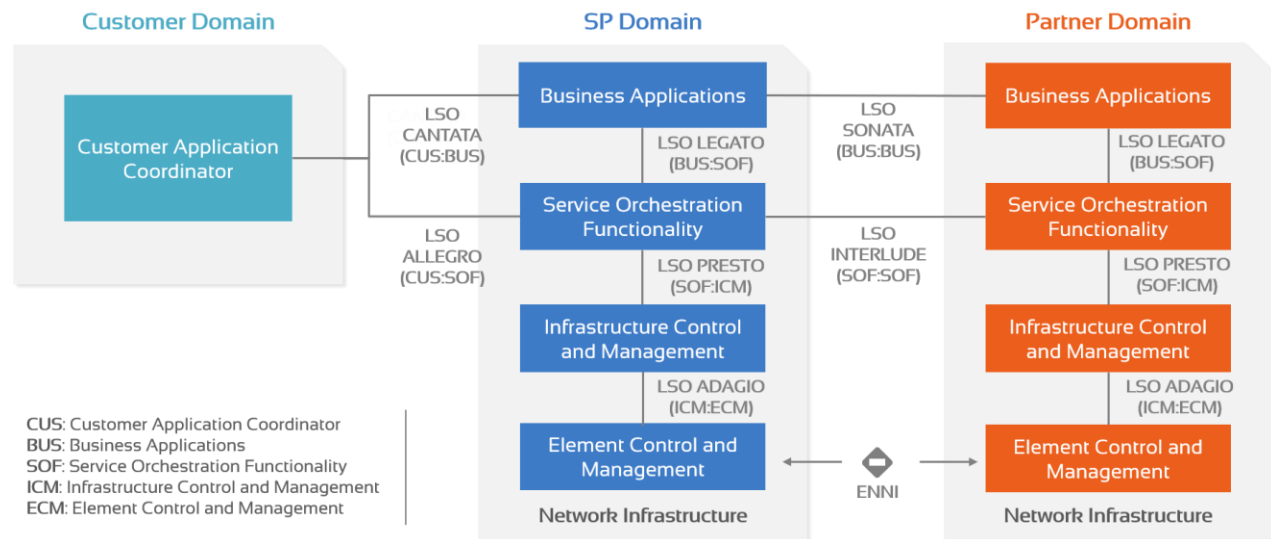 Customer Domain
SP Domain
Partner Domain
Customer Application
Coordinator
LSO
CANTATA
(CUS:BUS)
LSO
ALLEGRO
(CUS:SOF)
Business Applications
LSO LEGATO
(BUS:SOF)
Service Orchestration
Functionality
LSO PRESTO
(SOF:ICM)
Infrastructure Control
and Management
LSO ADAGIO
(ICM:ECM)
Element Control and
Management
Network Infrastructure
LSO
SONATA
(BUS:BUS)
LSO
INTERLUDE
(SOF:SOF)
ENNI
Business Applications
LSO LEGATO
(BUS:SOF)
Service Orchestration
Functionality
LSO PRESTO
(SOF:ICM)
Infrastructure Control
and Management
LSO ADAGIO
(ICM:ECM)
Element Control and
Management
Network Infrastructure
CUS: Customer Application Coordinator
BUS: Business Applications
SOF: Service Orchestration Functionality
ICM: Infrastructure Control and Management
ECM: Element Control and Management